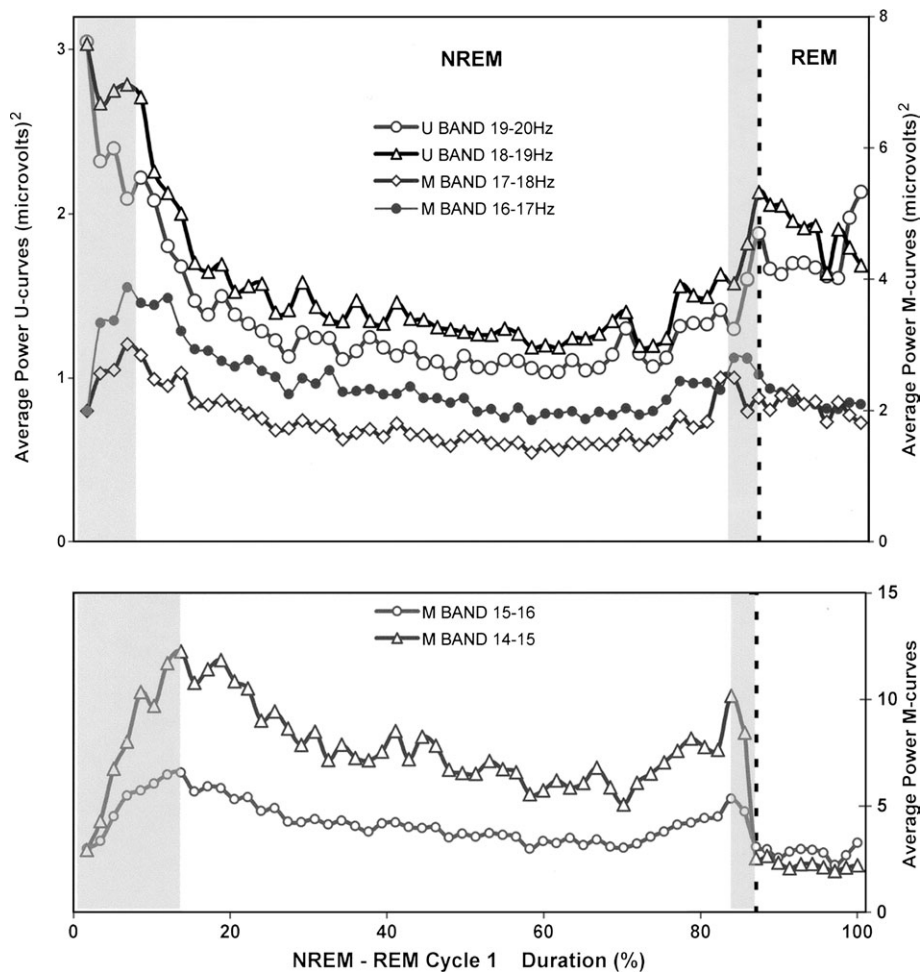 Average Power U-curves (microvolts)²
3
2
1
0
NREM
REM
U BAND 19-20Hz
U BAND 18-19Hz
M BAND 17-18Hz
M BAND 16-17Hz
8
6
4
2
0
Average Power M-curves (microvolts)²
M BAND 15-16
M BAND 14-15
15
10
5
0
Average Power M-curves
0 20 40 60 80 100
NREM - REM Cycle 1 Duration (%)